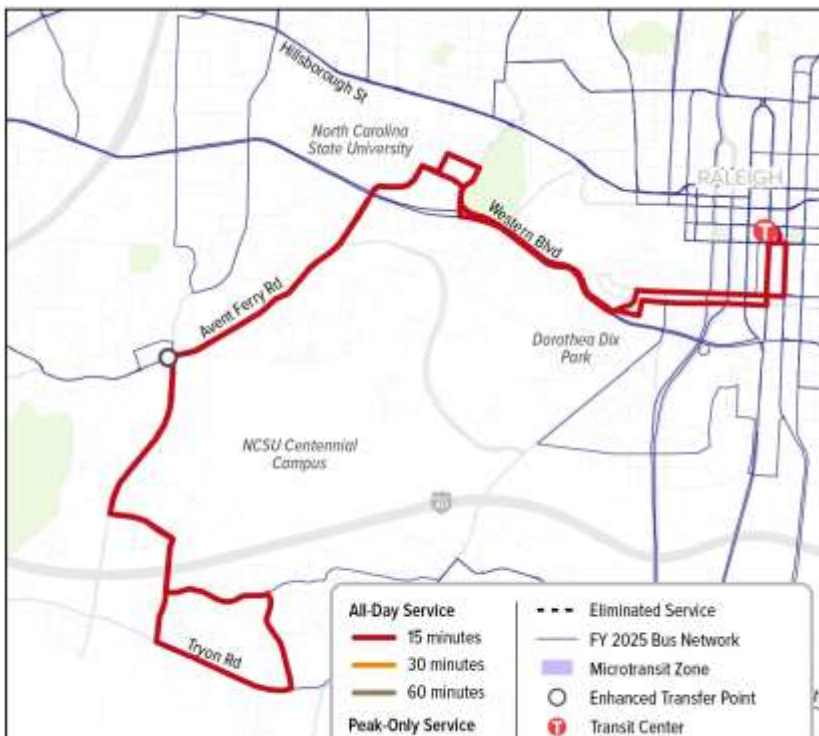 Hillsborough St
North Carolina
State University
RALEIGH
T
Western Blvd
Avent Ferry Rd
Dorothea Dix
Park
NCSU Centennial
Campus
40
Tryon Rd
All-Day Service
15 minutes
30 minutes
60 minutes
Peak-Only Service
Eliminated Service
FY 2025 Bus Network
Microtransit Zone
Enhanced Transfer Point
T Transit Center